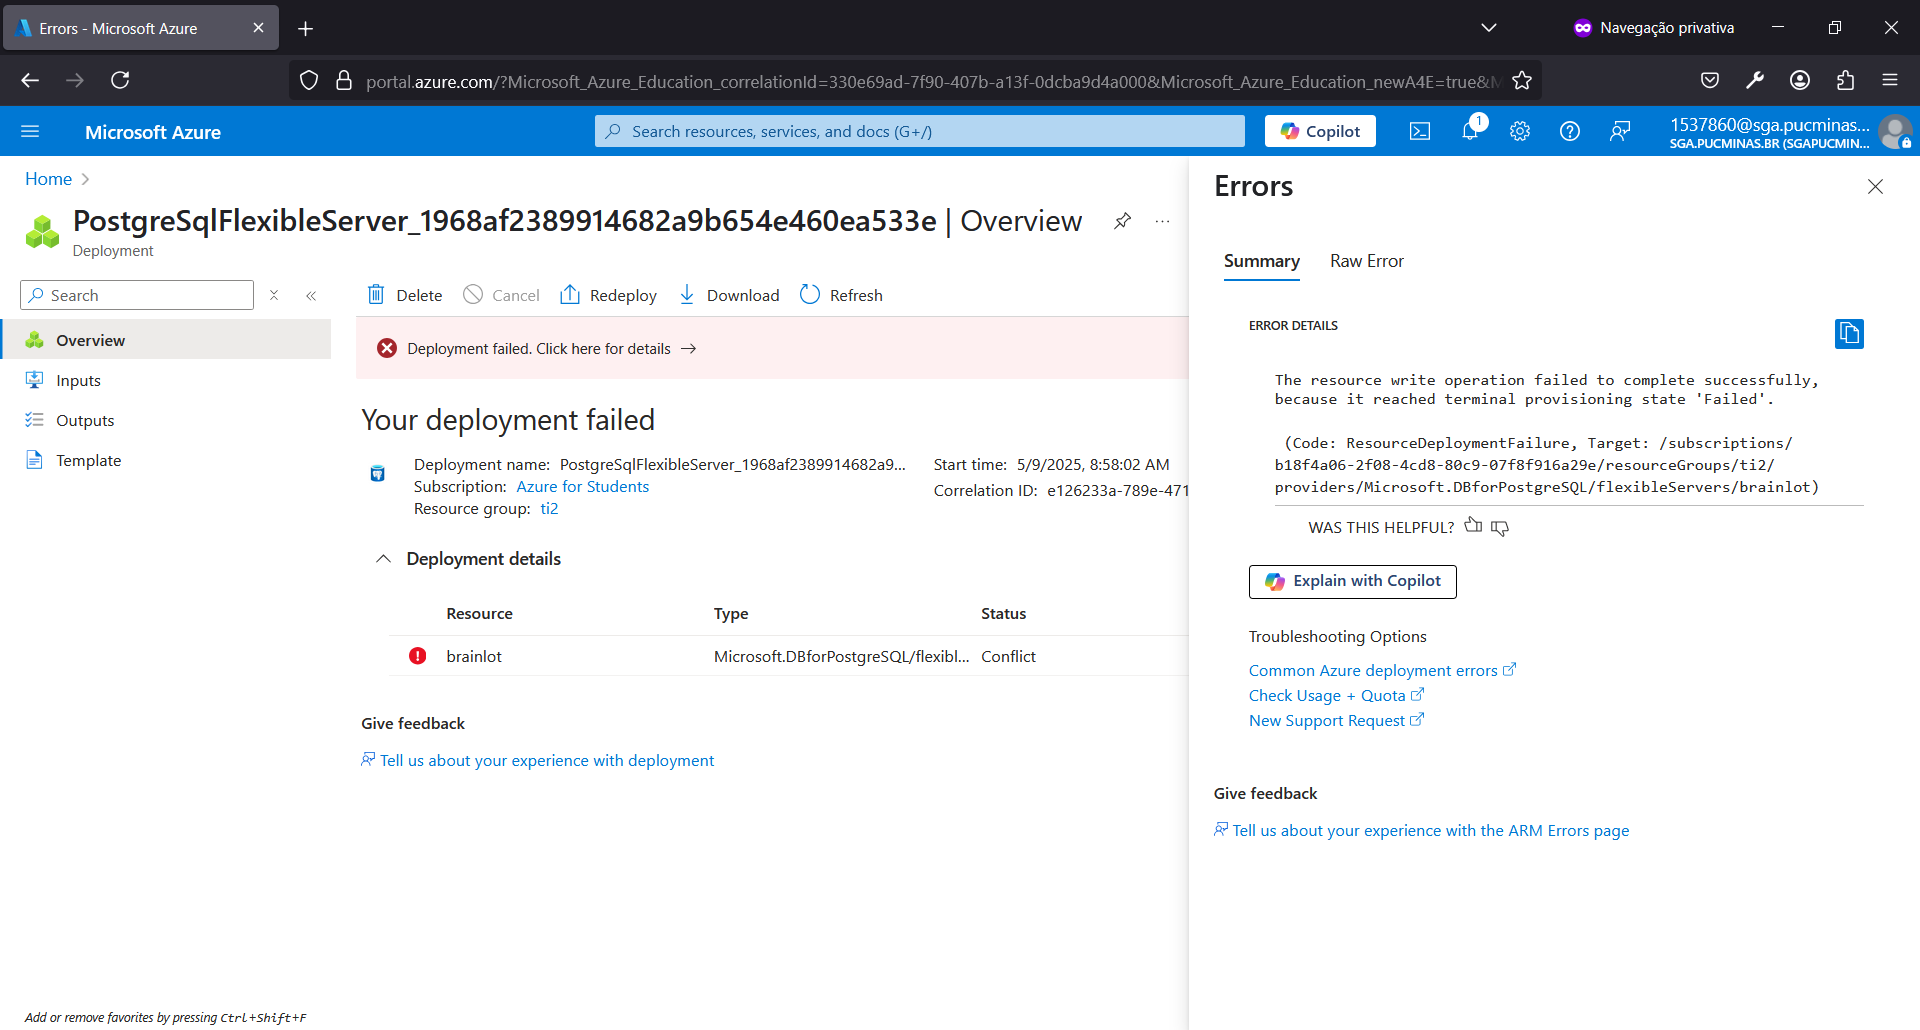 Errors - Microsoft Azure
Navegação privativa
portal.azure.com/?Microsoft_Azure_Education_correlationId=330e69ad-7f90-407b-a13f-0dcba9d4a000&Microsoft_Azure_Education_newA4E=true&M
Microsoft Azure
Search resources, services, and docs (G+/)
Copilot
1
1537860@sga.pucminas...
SGA.PUCMINAS.BR (SGAPUCMIN...
Home
PostgreSqlFlexibleServer_1968af2389914682a9b654e460ea533e | Overview
Deployment
Search
Overview
Inputs
Outputs
Template
Delete
Cancel
Redeploy
Download
Refresh
Deployment failed. Click here for details
Your deployment failed
Deployment name: PostgreSqlFlexibleServer_1968af2389914682a9...
Subscription: Azure for Students
Resource group: ti2
Start time: 5/9/2025, 8:58:02 AM
Correlation ID: e126233a-789e-471
Deployment details
Resource Type Status
brainlot Microsoft.DBforPostgreSQL/flexibl... Conflict
Give feedback
Tell us about your experience with deployment
Add or remove favorites by pressing Ctrl+Shift+F
Errors
Summary
Raw Error
ERROR DETAILS
The resource write operation failed to complete successfully,
because it reached terminal provisioning state 'Failed'.
(Code: ResourceDeploymentFailure, Target: /subscriptions/
b18f4a06-2f08-4cd8-80c9-07f8f916a29e/resourceGroups/ti2/
providers/Microsoft.DBforPostgreSQL/flexibleServers/brainlot)
WAS THIS HELPFUL?
Explain with Copilot
Troubleshooting Options
Common Azure deployment errors
Check Usage + Quota
New Support Request
Give feedback
Tell us about your experience with the ARM Errors page